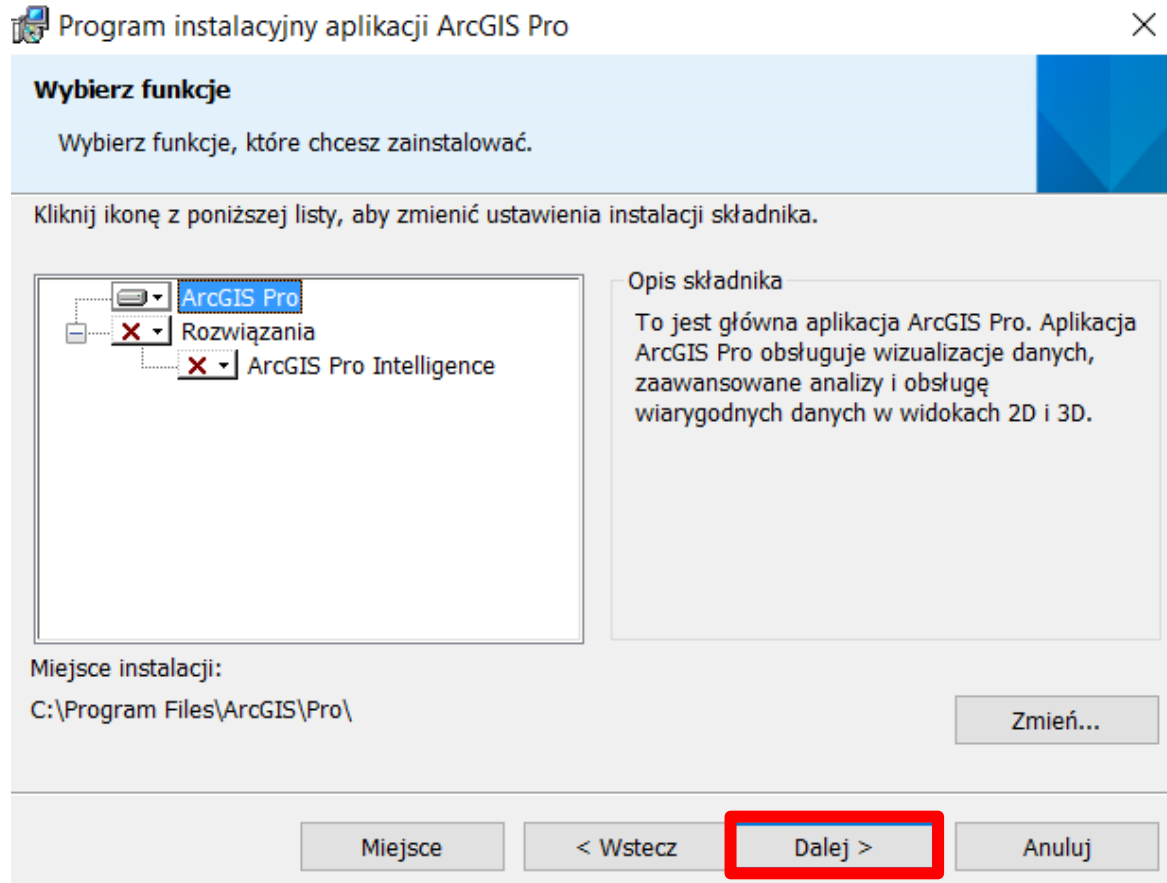 Program instalacyjny aplikacji ArcGIS Pro
Wybierz funkcje
Wybierz funkcje, które chcesz zainstalować.
Kliknij ikonę z poniższej listy, aby zmienić ustawienia instalacji składnika.
ArcGIS Pro
Rozwiązania
ArcGIS Pro Intelligence
Opis składnika
To jest główna aplikacja ArcGIS Pro. Aplikacja
ArcGIS Pro obsługuje wizualizacje danych,
zaawansowane analizy i obsługę
wiarygodnych danych w widokach 2D i 3D.
Miejsce instalacji:
C:\Program Files\ArcGIS\Pro\
Zmień...
Miejsce
< Wstecz
Dalej >
Anuluj